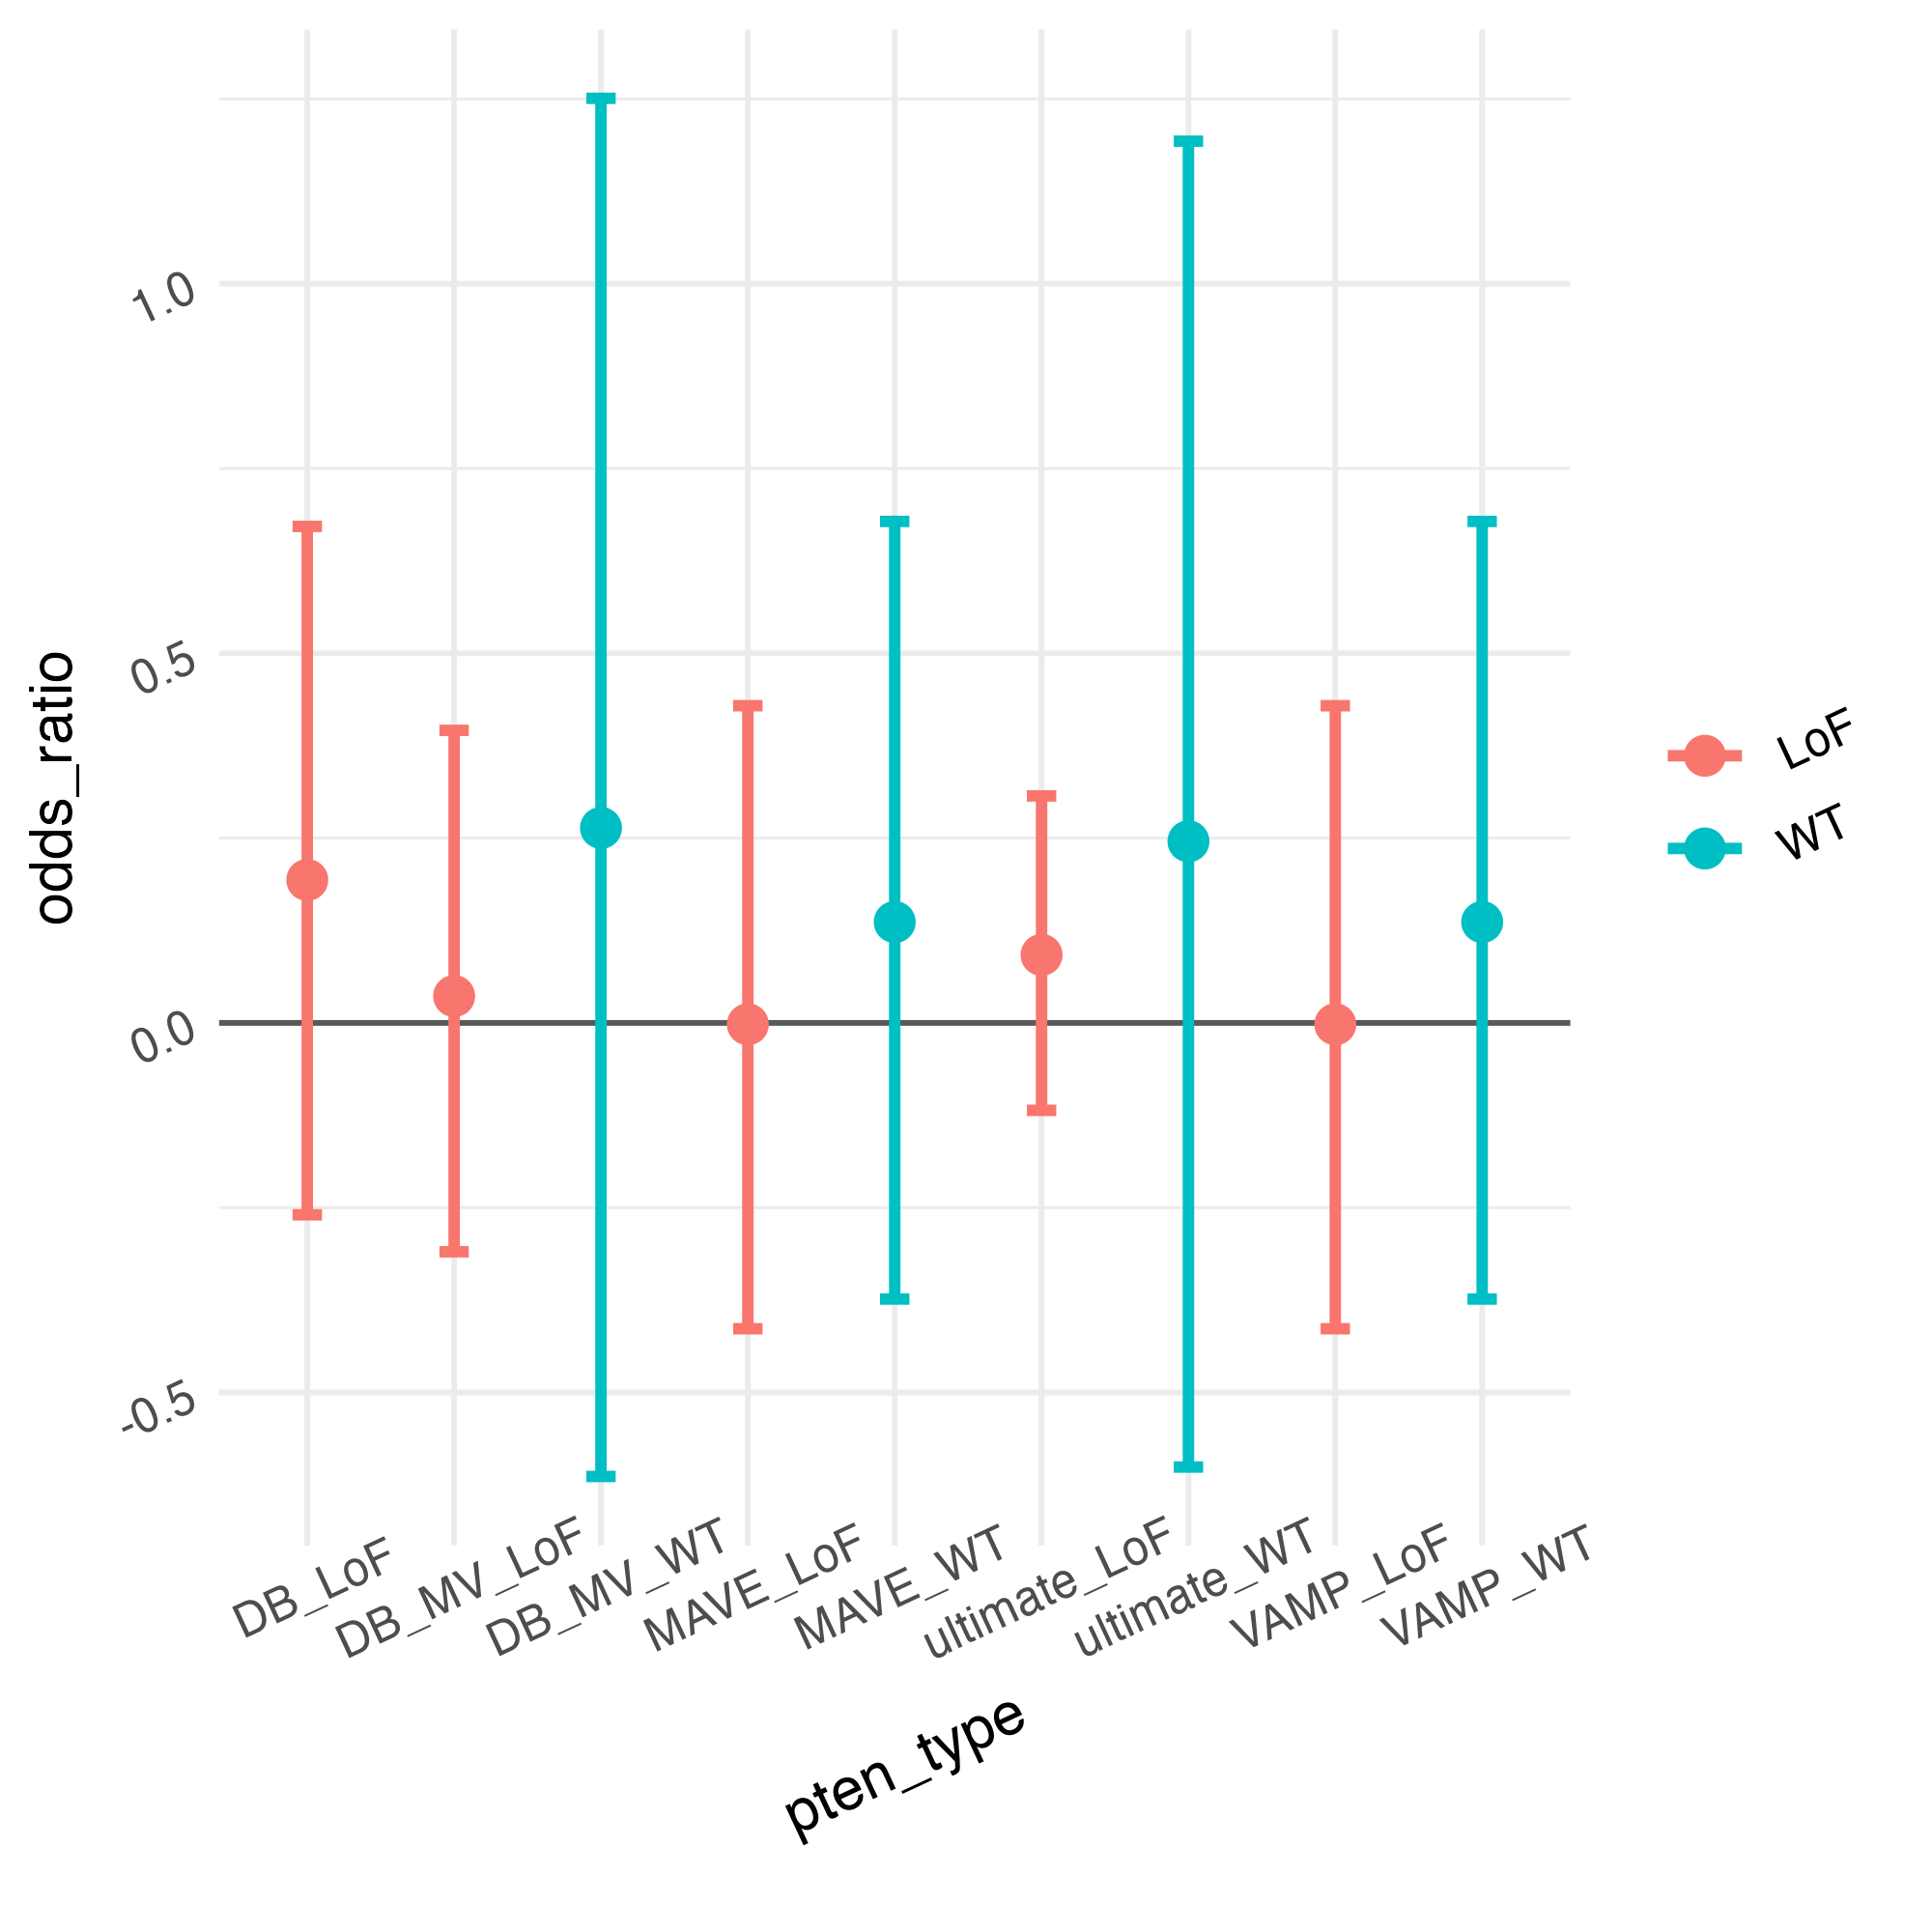 odds_ratio
1.0
0.5
0.0
-0.5
DB_LoF
DB_MV_LoF
DB_MV_WT
MAVE_LoF
MAVE_WT
ultimate_LoF
ultimate_WT
VAMP_LoF
VAMP_WT
pten_type
LoF
WT